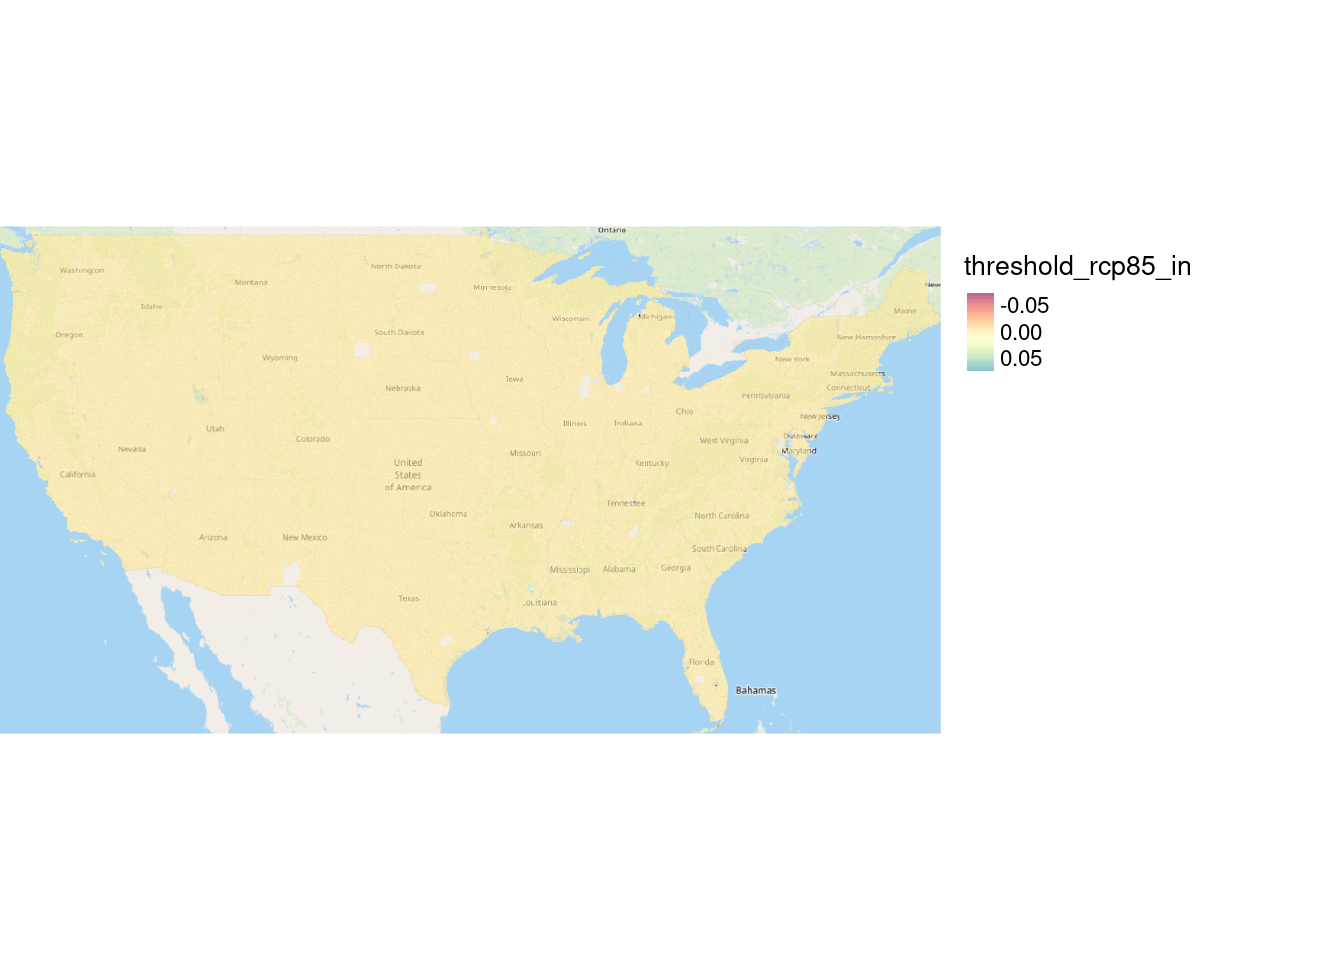 Ontario
threshold_rcp85_in
Washington
North Dakota
Montana
Minnesota
New
-0.05
Idaho
Maine
Wisconsin
Michigan
Oregon
South Dakota
0.00
New Hampshire
Wyoming
New York
0.05
Iowa
Massachusetts
Nebraska
Connecticut
Pennsylvania
Ohio
New Jersey
Utah
Illinois
Indiana
Colorado
West Virginia
Delaware
Nevada
Maryland
Missouri
Virginia
United
States
of America
Kentucky
California
Tennessee
Oklahoma
North Carolina
Arkansas
Arizona
New Mexico
South Carolina
Mississippi
Alabama
Georgia
Texas
Louisiana
Florida
Bahamas